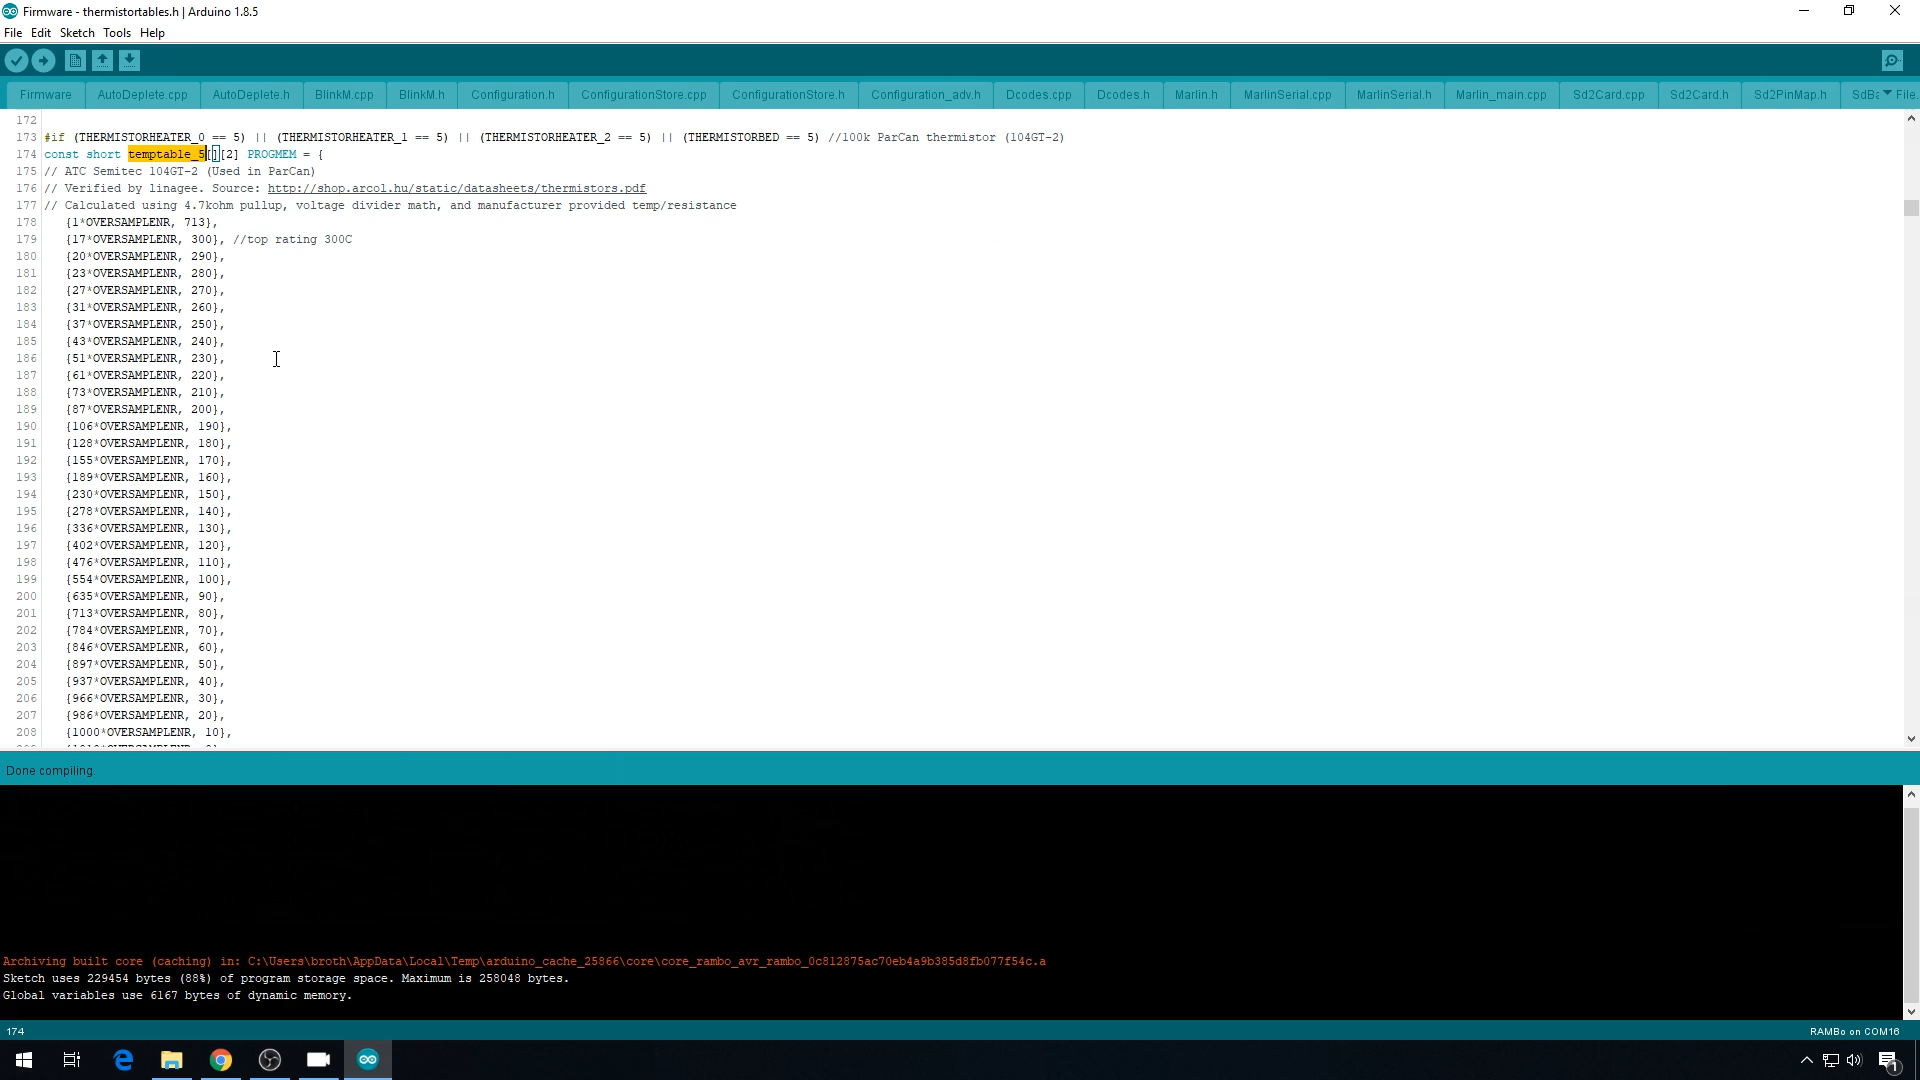 Firmware - thermistortables.h | Arduino 1.8.5
File Edit Sketch Tools Help
Firmware AutoDeplete.cpp AutoDeplete.h BlinkM.cpp BlinkM.h Configuration.h ConfigurationStore.cpp ConfigurationStore.h Configuration_adv.h Dcodes.cpp Dcodes.h Marlin.h MarlinSerial.cpp MarlinSerial.h Marlin_main.cpp Sd2Card.cpp Sd2Card.h Sd2PinMap.h SdBa File.
172
173 #if (THERMISTORHEATER_0 == 5) || (THERMISTORHEATER_1 == 5) || (THERMISTORHEATER_2 == 5) || (THERMISTORBED == 5) //100k ParCan thermistor (104GT-2)
174 const short temptable_5[][2] PROGMEM = {
175 // ATC Semitec 104GT-2 (Used in ParCan)
176 // Verified by linagee. Source: http://shop.arcol.hu/static/datasheets/thermistors.pdf
177 // Calculated using 4.7kohm pullup, voltage divider math, and manufacturer provided temp/resistance
178 {1*OVERSAMPLENR, 713},
179 {17*OVERSAMPLENR, 300}, //top rating 300C
180 {20*OVERSAMPLENR, 290},
181 {23*OVERSAMPLENR, 280},
182 {27*OVERSAMPLENR, 270},
183 {31*OVERSAMPLENR, 260},
184 {37*OVERSAMPLENR, 250},
185 {43*OVERSAMPLENR, 240},
186 {51*OVERSAMPLENR, 230},
187 {61*OVERSAMPLENR, 220},
188 {73*OVERSAMPLENR, 210},
189 {87*OVERSAMPLENR, 200},
190 {106*OVERSAMPLENR, 190},
191 {128*OVERSAMPLENR, 180},
192 {155*OVERSAMPLENR, 170},
193 {189*OVERSAMPLENR, 160},
194 {230*OVERSAMPLENR, 150},
195 {278*OVERSAMPLENR, 140},
196 {336*OVERSAMPLENR, 130},
197 {402*OVERSAMPLENR, 120},
198 {476*OVERSAMPLENR, 110},
199 {554*OVERSAMPLENR, 100},
200 {635*OVERSAMPLENR, 90},
201 {713*OVERSAMPLENR, 80},
202 {784*OVERSAMPLENR, 70},
203 {846*OVERSAMPLENR, 60},
204 {897*OVERSAMPLENR, 50},
205 {937*OVERSAMPLENR, 40},
206 {966*OVERSAMPLENR, 30},
207 {986*OVERSAMPLENR, 20},
208 {1000*OVERSAMPLENR, 10},
Done compiling.
Archiving built core (caching) in: C:\Users\broth\AppData\Local\Temp\arduino_cache_25866\core\core_rambo_avr_rambo_0c812875ac70eb4a9b385d8fb077f54c.a
Sketch uses 229454 bytes (88%) of program storage space. Maximum is 258048 bytes.
Global variables use 6167 bytes of dynamic memory.
174
RAMBo on COM16
1